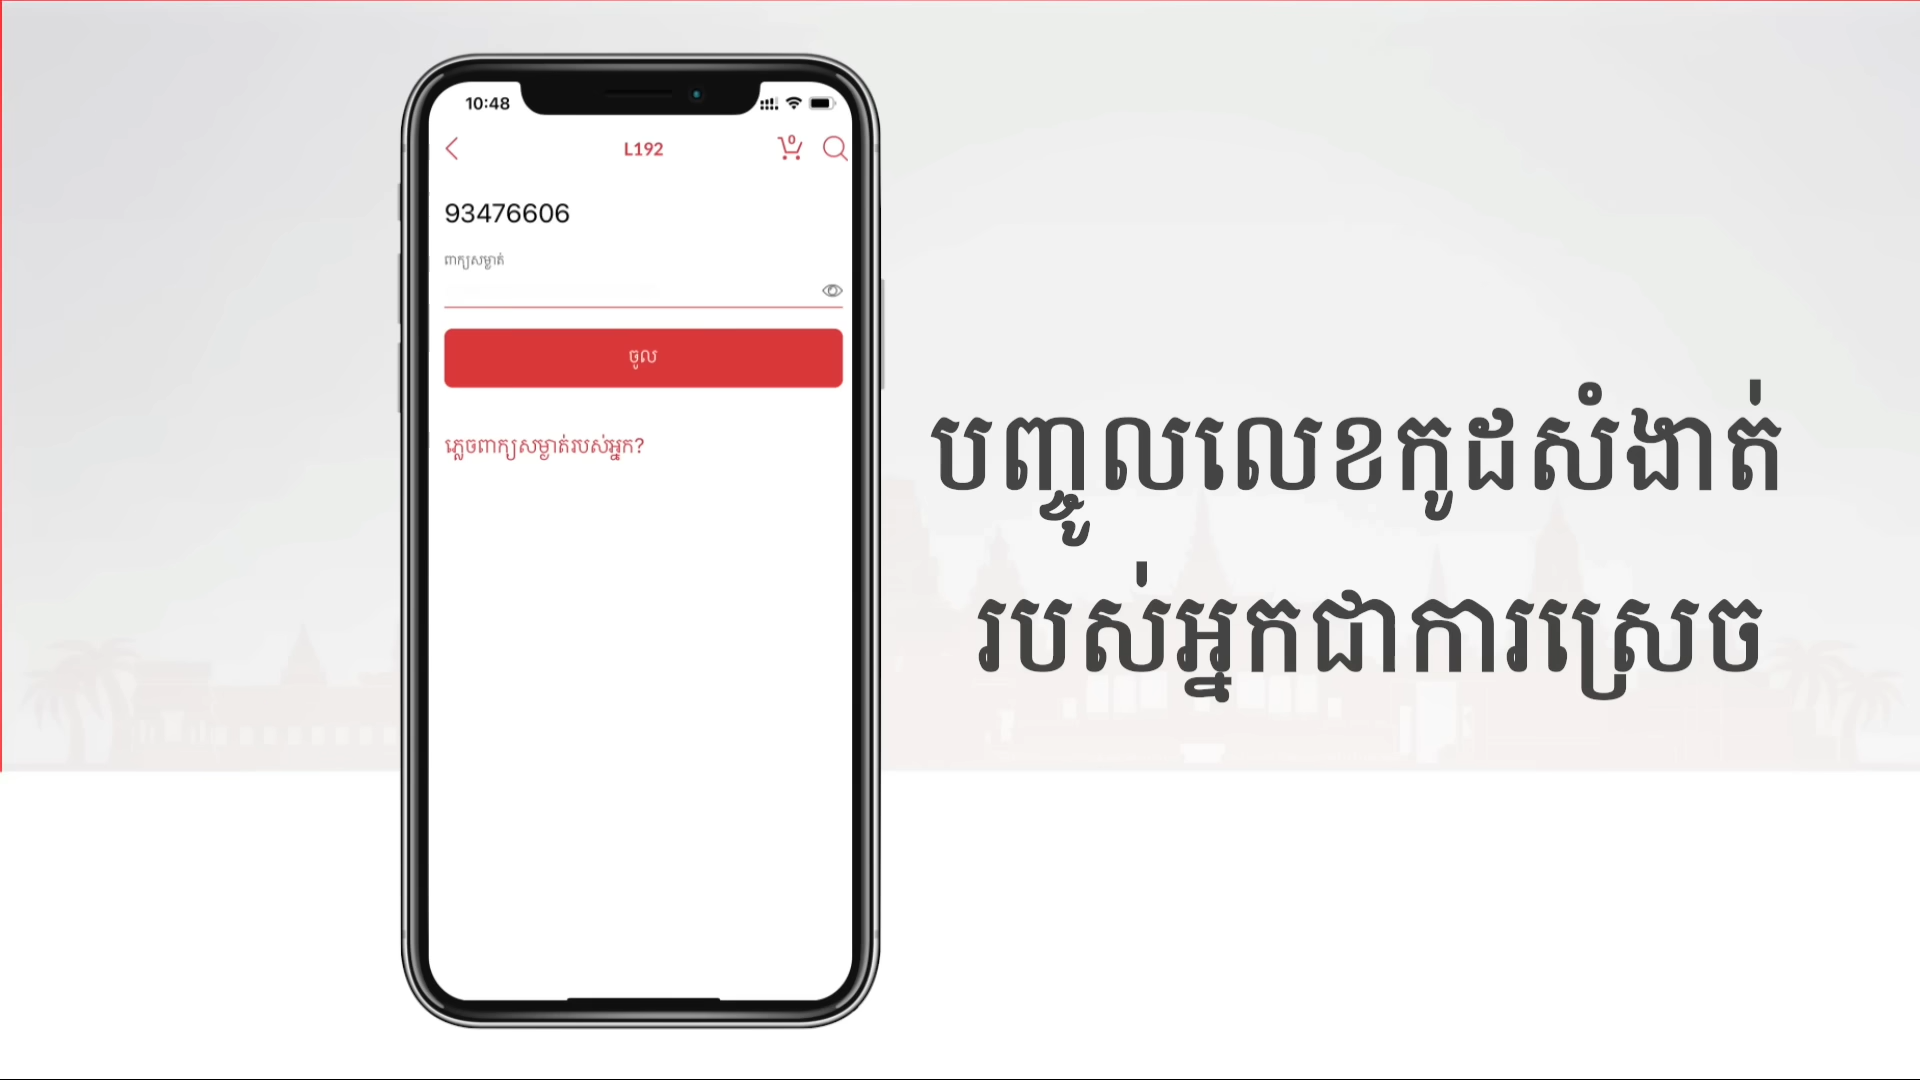 10:48
L192
0
93476606
ពាក្យសម្ងាត់
ចូល
ភ្លេចពាក្យសម្ងាត់របស់អ្នក?
បញ្ចូលលេខកូដសំងាត់
របស់អ្នកជាការស្រេច